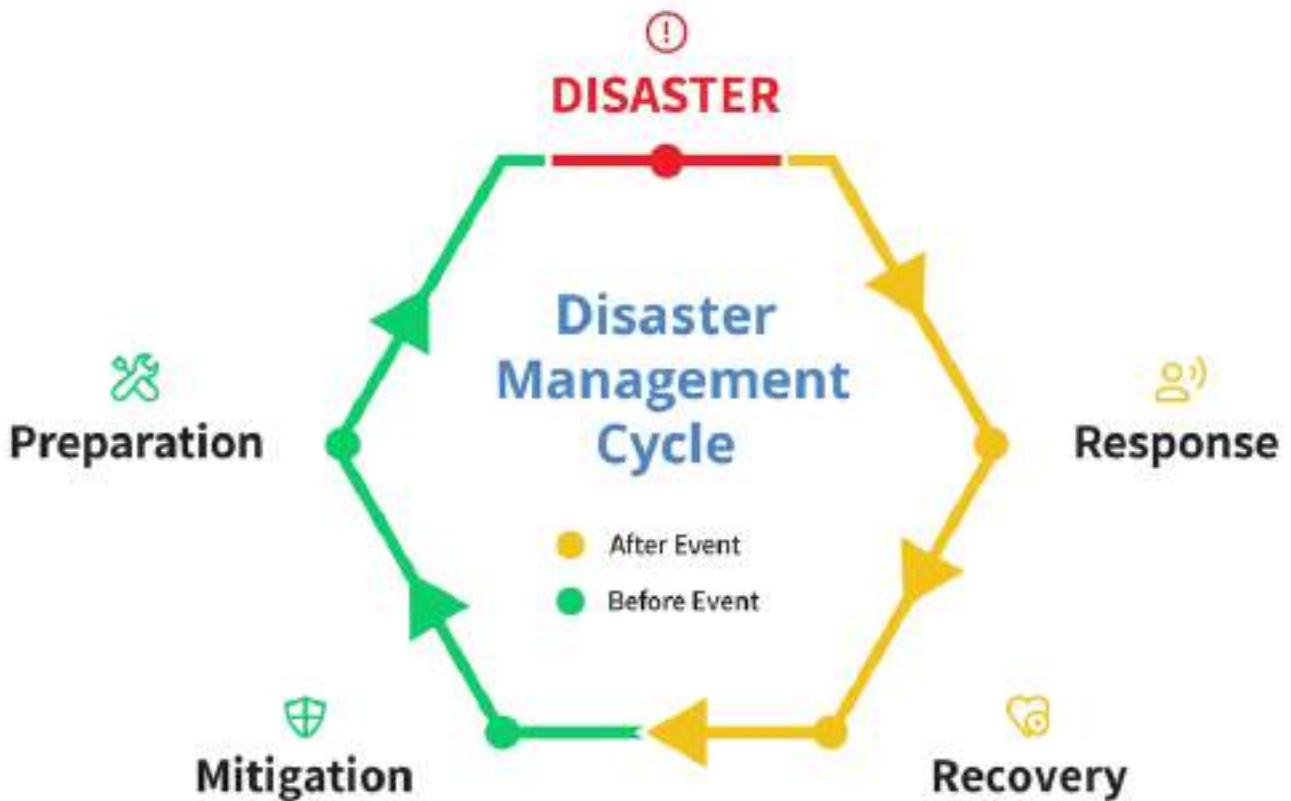 DISASTER
Disaster
Management
Cycle
Preparation
Response
After Event
Before Event
Mitigation
Recovery